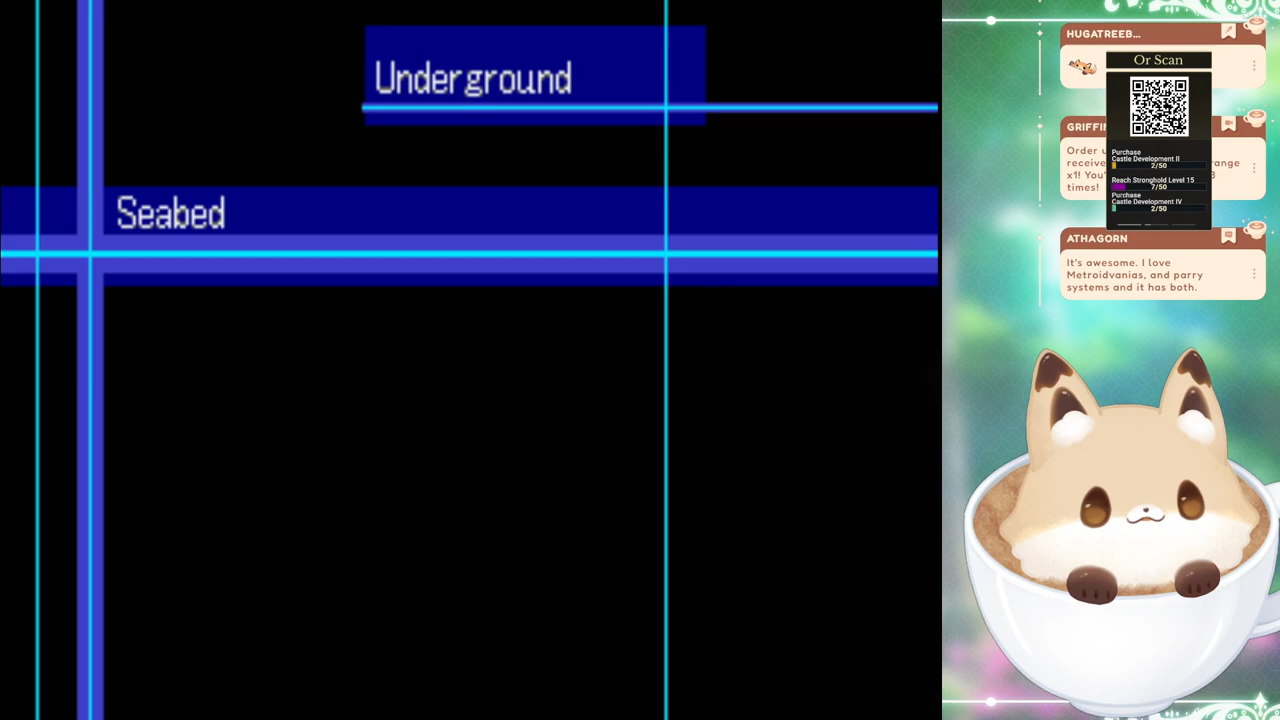 Underground
Seabed
HUGATREEB...
Or Scan
Purchase
Castle Development II
2/50
Reach Stronghold Level 15
7/50
Purchase
Castle Development IV
2/50
Order
receive
times!
ATHAGORN
It's awesome. I love
Metroidvanias, and parry
systems and it has both.